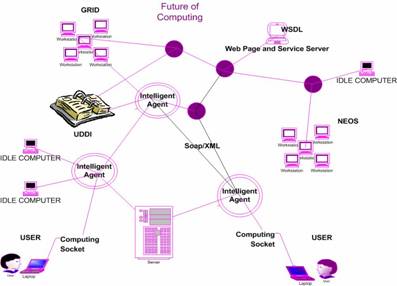 Future of
Computing
GRID
WSDL
Web Page and Service Server
Workstation
Workstation
Workstation
Workstation
IDLE COMPUTER
Intelligent
Agent
UDDI
Soap/XML
NEOS
Workstation
Workstation
Workstation
Workstation
IDLE COMPUTER
Intelligent
Agent
IDLE COMPUTER
Intelligent
Agent
USER
Computing
Socket
Computing
Socket
USER
User
Laptop
Server
Laptop
User